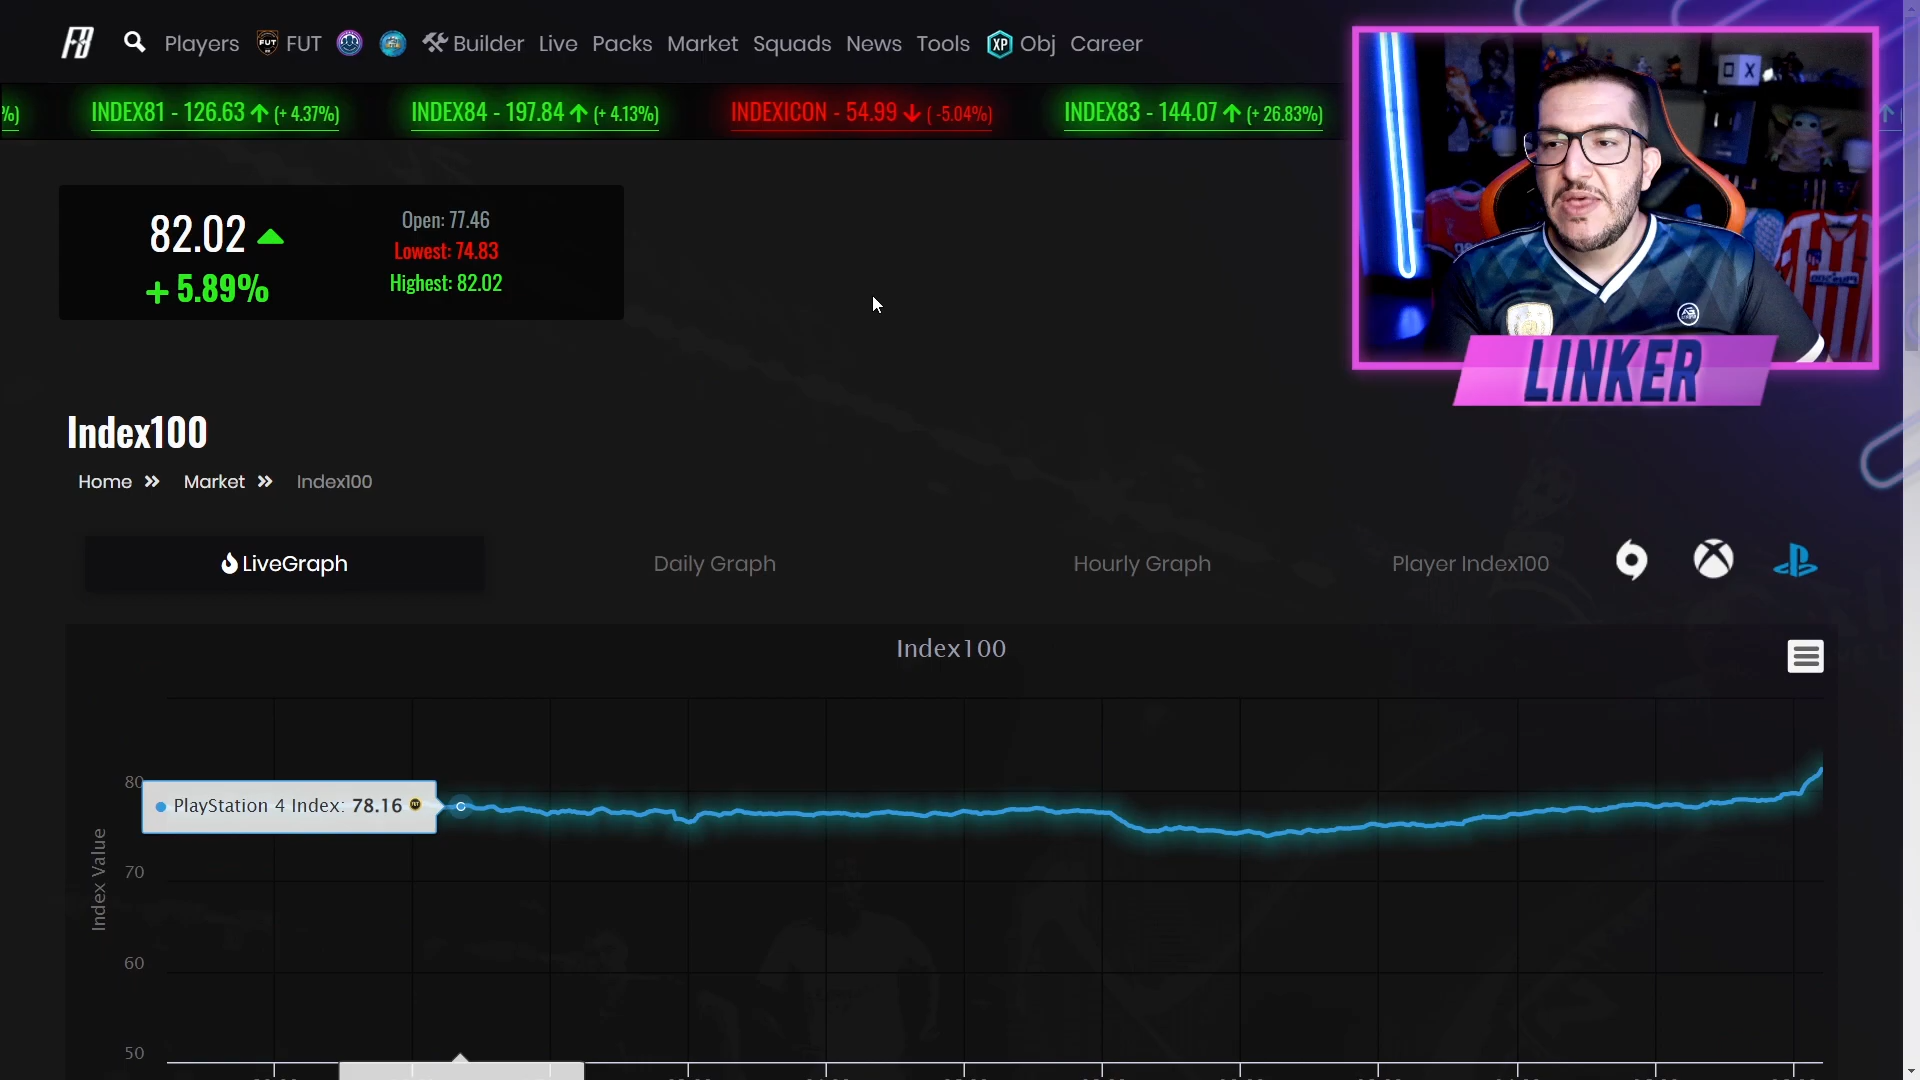 Players FUT Builder Live Packs Market Squads News Tools XP Obj Career
%) INDEX81 - 126.63 (+ 4.37%) INDEX84 - 197.84 (+ 4.13%) INDEXICON - 54.99 ( -5.04%) INDEX83 - 144.07 (+ 26.83%)
82.02
+ 5.89%
Open: 77.46
Lowest: 74.83
Highest: 82.02
LINKER
Index100
Home » Market » Index100
LiveGraph Daily Graph Hourly Graph Player Index100
Index100
80
PlayStation 4 Index: 78.16
70
60
50
Index Value